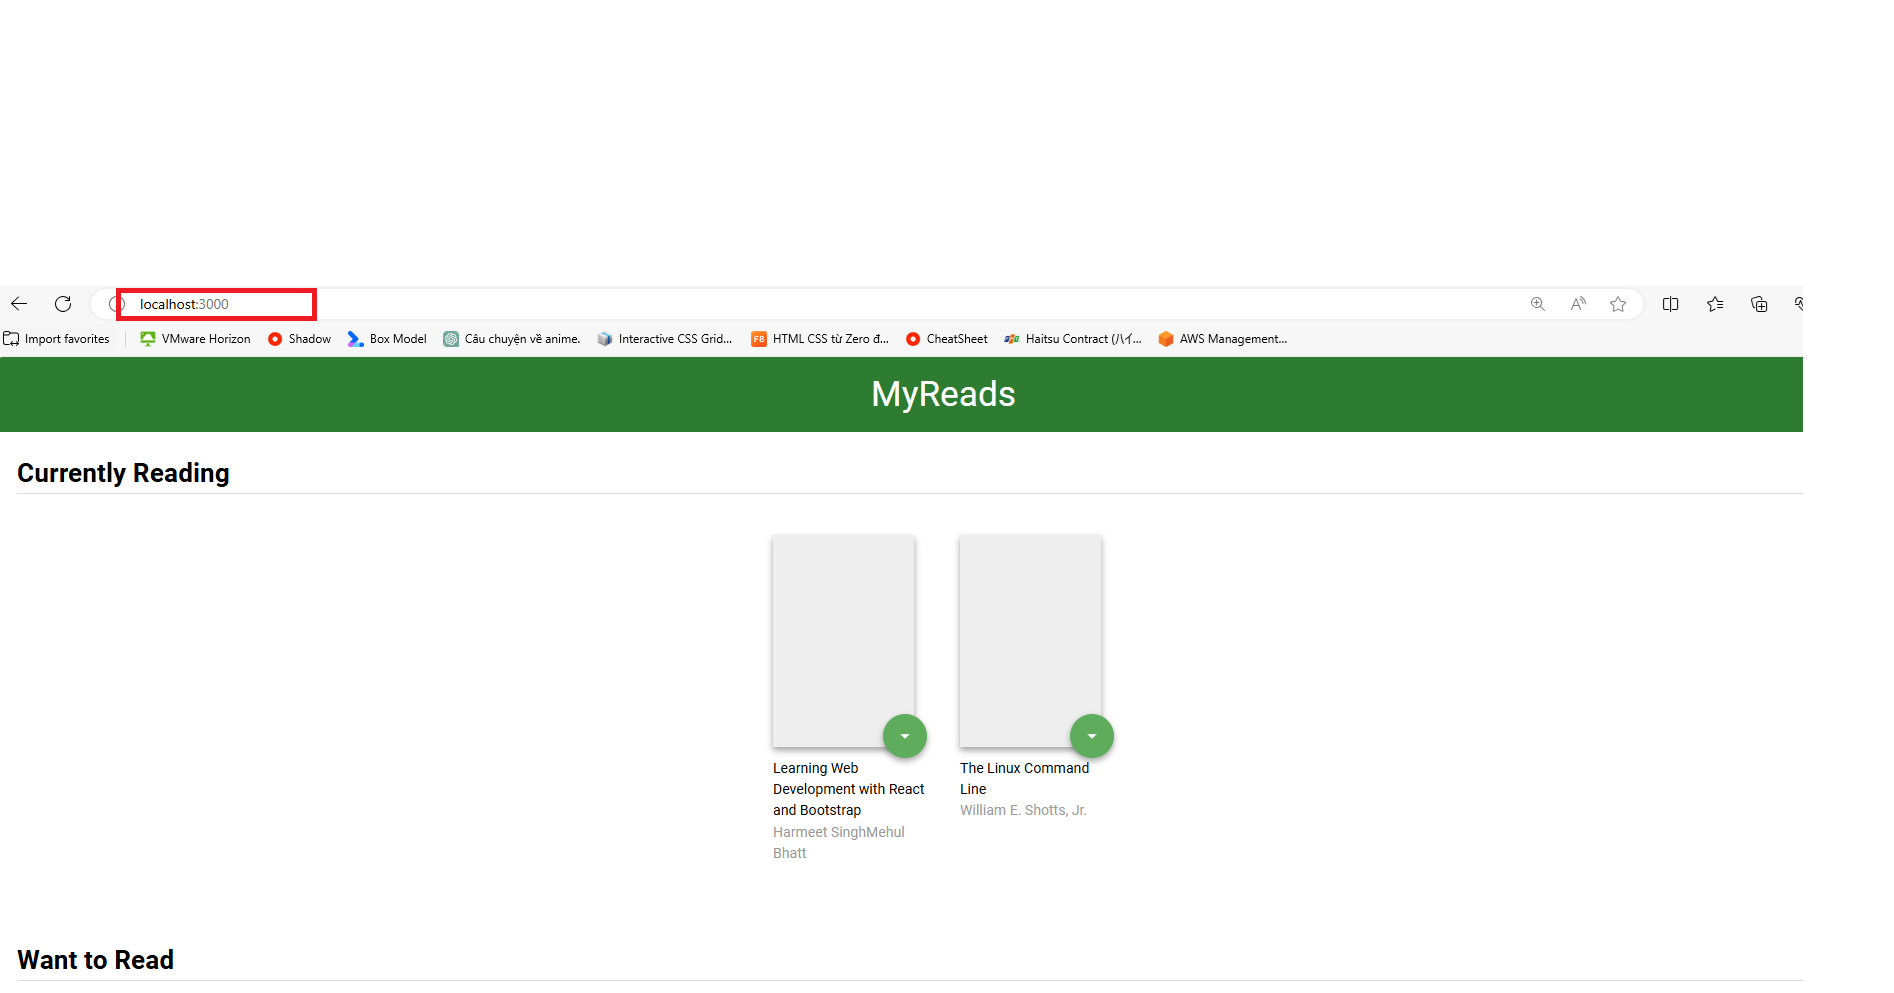 localhost:3000
Import favorites VMware Horizon Shadow Box Model Câu chuyện về anime. Interactive CSS Grid... F8 HTML CSS từ Zero đ... CheatSheet Haitsu Contract (ハイ... AWS Management...
MyReads
Currently Reading
Learning Web
Development with React
and Bootstrap
Harmeet SinghMehul
Bhatt
The Linux Command
Line
William E. Shotts, Jr.
Want to Read